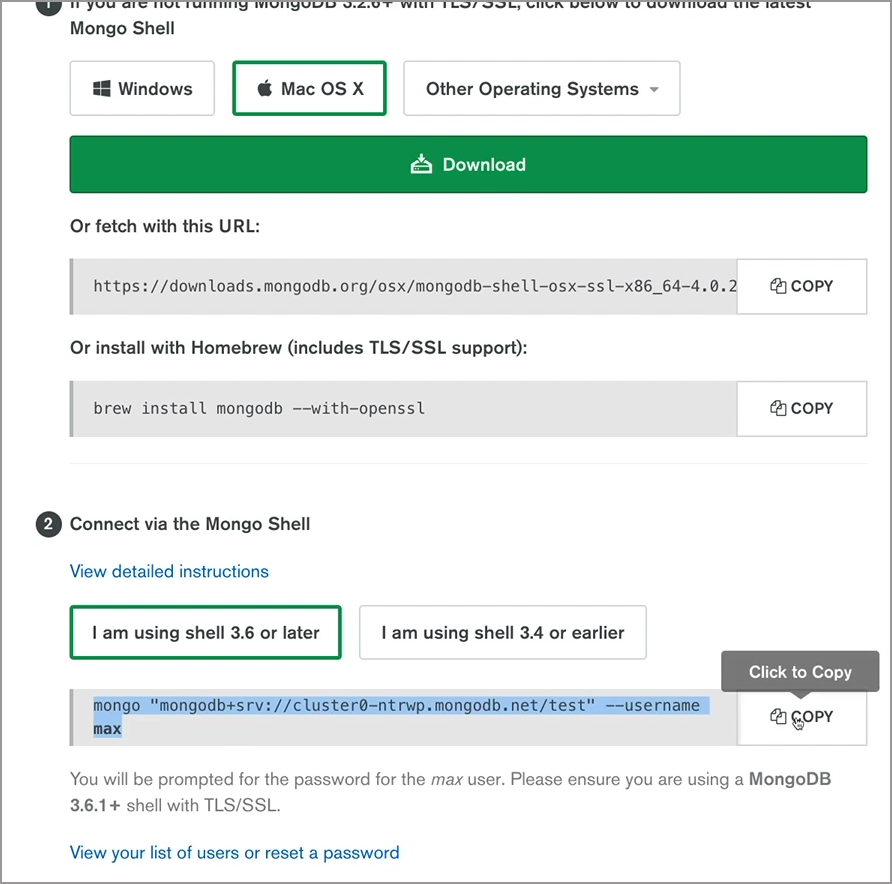 1 If you are not running MongoDB 3.2.6+ with TLS/SSL, click below to download the latest
Mongo Shell
Windows
Mac OS X
Other Operating Systems
Download
Or fetch with this URL:
https://downloads.mongodb.org/osx/mongodb-shell-osx-ssl-x86_64-4.0.2
COPY
Or install with Homebrew (includes TLS/SSL support):
brew install mongodb --with-openssl
COPY
2 Connect via the Mongo Shell
View detailed instructions
I am using shell 3.6 or later
I am using shell 3.4 or earlier
Click to Copy
mongo "mongodb+srv://cluster0-ntrwp.mongodb.net/test" --username
max
COPY
You will be prompted for the password for the max user. Please ensure you are using a MongoDB
3.6.1+ shell with TLS/SSL.
View your list of users or reset a password